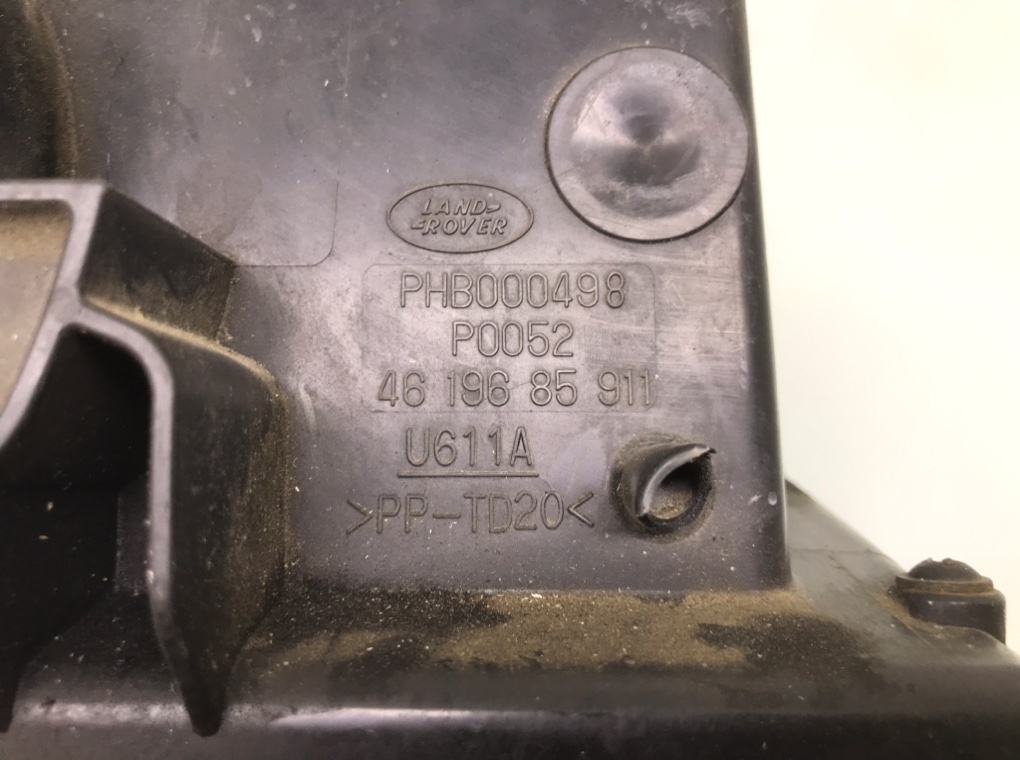 LAND-
-ROVER
PHB000498
P0052
46 196 85 911
U611A
>PP-TD20<